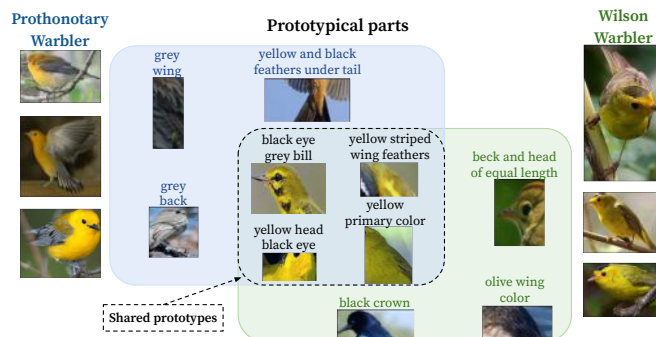 Prothonotary
Warbler
Prototypical parts
Wilson
Warbler
grey
wing
yellow and black
feathers under tail
black eye
grey bill
yellow striped
wing feathers
beck and head
of equal length
grey
back
yellow
primary color
yellow head
black eye
olive wing
color
black crown
Shared prototypes